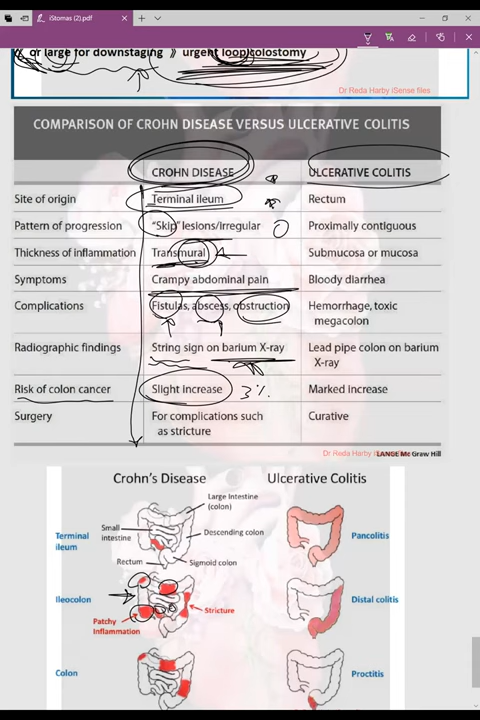 iStomas (2).pdf
or large for downstaging 》 urgent loop colostomy
Dr Reda Harby iSense files
COMPARISON OF CROHN DISEASE VERSUS ULCERATIVE COLITIS
CROHN DISEASE ULCERATIVE COLITIS
Site of origin Terminal ileum Rectum
Pattern of progression "Skip" lesions/irregular Proximally contiguous
Thickness of inflammation Transmural Submucosa or mucosa
Symptoms Crampy abdominal pain Bloody diarrhea
Complications Fistulas, abscess, obstruction Hemorrhage, toxic
megacolon
Radiographic findings String sign on barium X-ray Lead pipe colon on barium
X-ray
Risk of colon cancer Slight increase 3% Marked increase
Surgery For complications such Curative
as stricture
Dr Reda Harby iSense files
LANGE Mc Graw Hill
Crohn's Disease Ulcerative Colitis
Large Intestine
(colon)
Terminal
ileum
Small
intestine
Descending colon
Pancolitis
Rectum
Sigmoid colon
Ileocolon
Stricture
Distal colitis
Patchy
Inflammation
Colon
Proctitis